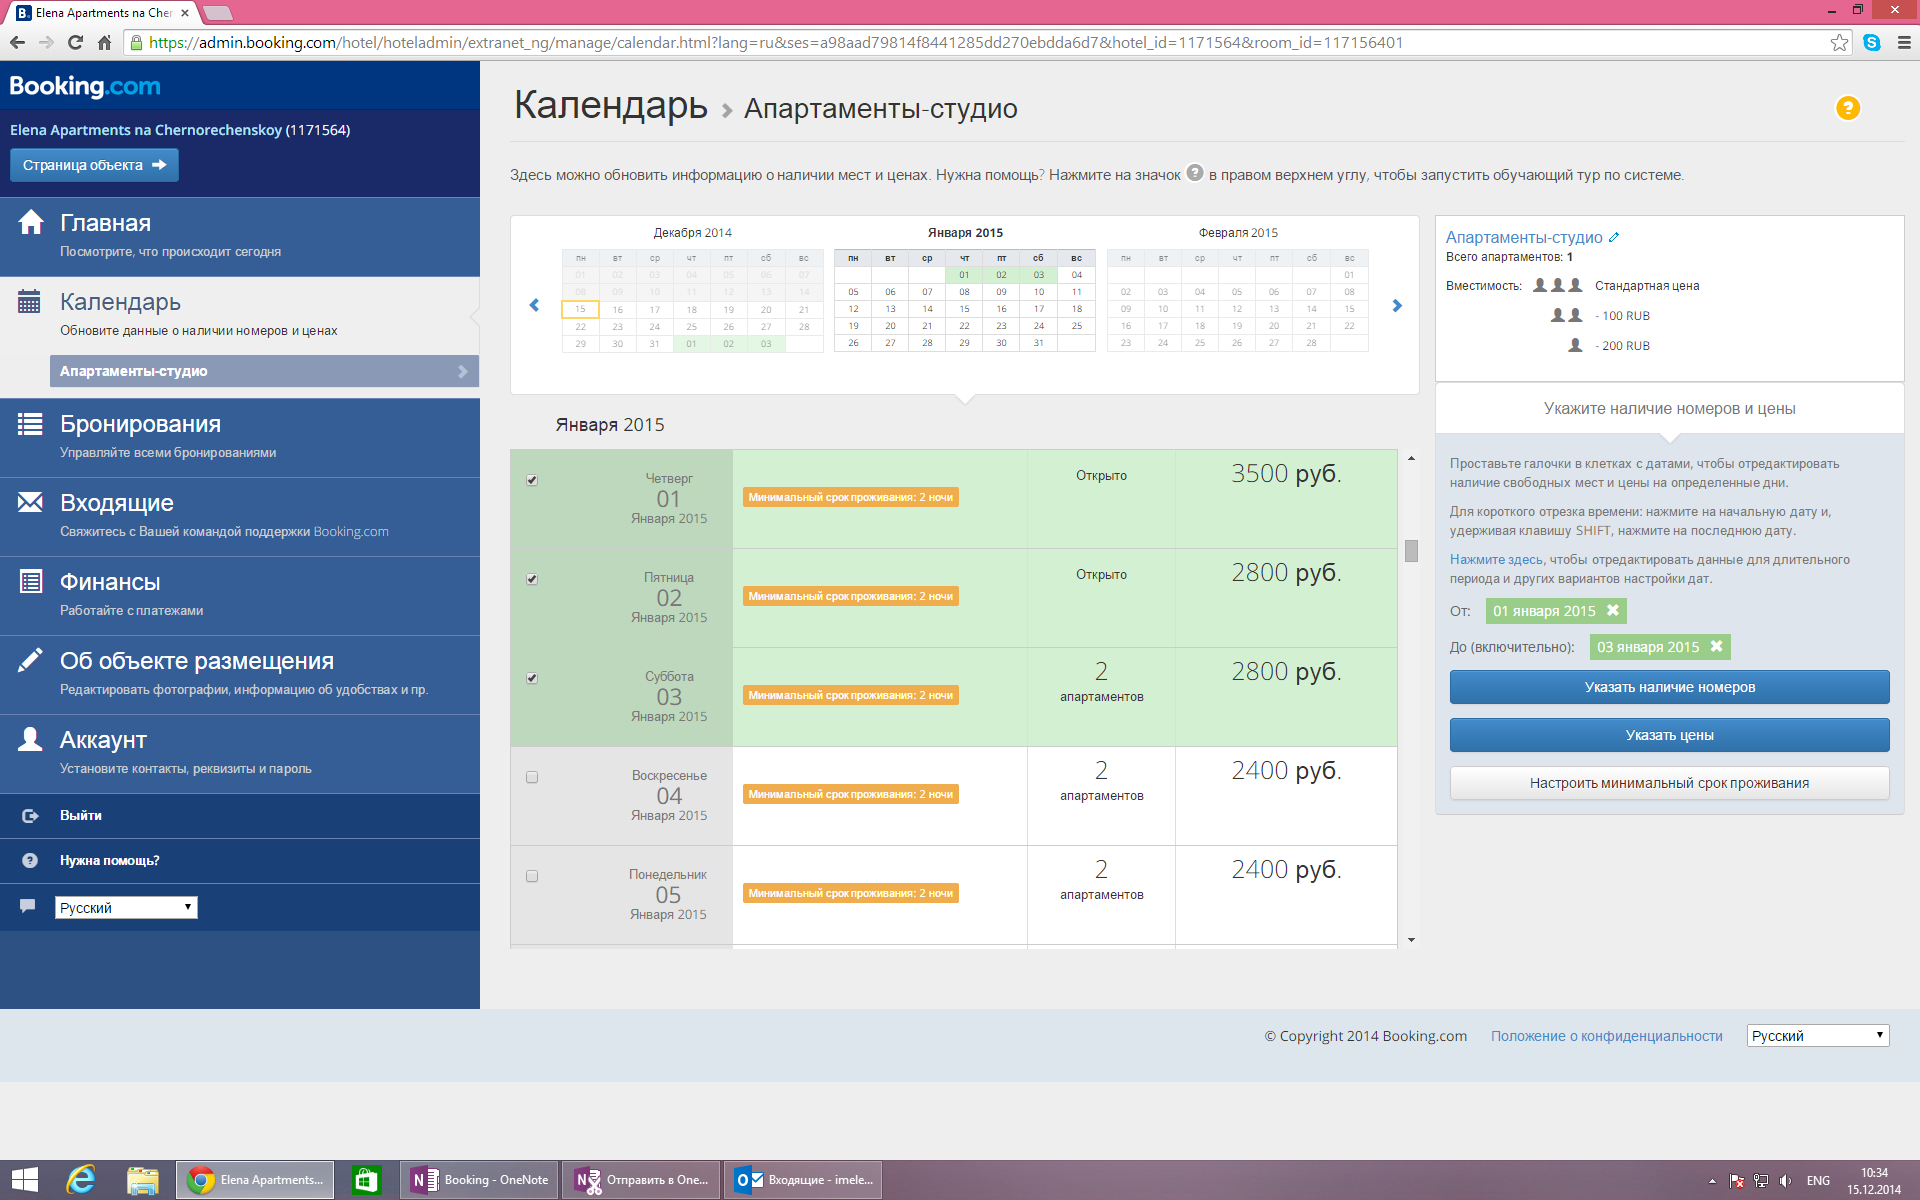 Elena Apartments na Cher
https://admin.booking.com/hotel/hoteladmin/extranet_ng/manage/calendar.html?lang=ru&ses=a98aad79814f8441285dd270ebdda6d7&hotel_id=1171564&room_id=117156401
Booking.com
Elena Apartments na Chernorechenskoy (1171564)
Страница объекта
Главная
Посмотрите, что происходит сегодня
Календарь
Обновите данные о наличии номеров и ценах
Апартаменты-студио
Бронирования
Управляйте всеми бронированиями
Входящие
Свяжитесь с Вашей командой поддержки Booking.com
Финансы
Работайте с платежами
Об объекте размещения
Редактировать фотографии, информацию об удобствах и пр.
Аккаунт
Установите контакты, реквизиты и пароль
Выйти
Нужна помощь?
Русский
Календарь > Апартаменты-студио
?
Здесь можно обновить информацию о наличии мест и ценах. Нужна помощь? Нажмите на значок ? в правом верхнем углу, чтобы запустить обучающий тур по системе.
Декабря 2014
пн вт ср чт пт сб вс
01 02 03 04 05 06 07
08 09 10 11 12 13 14
15 16 17 18 19 20 21
22 23 24 25 26 27 28
29 30 31 01 02 03
Января 2015
пн вт ср чт пт сб вс
01 02 03 04
05 06 07 08 09 10 11
12 13 14 15 16 17 18
19 20 21 22 23 24 25
26 27 28 29 30 31
Февраля 2015
пн вт ср чт пт сб вс
01
02 03 04 05 06 07 08
09 10 11 12 13 14 15
16 17 18 19 20 21 22
23 24 25 26 27 28
Января 2015
Четверг
01
Января 2015
Минимальный срок проживания: 2 ночи
Открыто
3500 руб.
Пятница
02
Января 2015
Минимальный срок проживания: 2 ночи
Открыто
2800 руб.
Суббота
03
Января 2015
Минимальный срок проживания: 2 ночи
2
апартаментов
2800 руб.
Воскресенье
04
Января 2015
Минимальный срок проживания: 2 ночи
2
апартаментов
2400 руб.
Понедельник
05
Января 2015
Минимальный срок проживания: 2 ночи
2
апартаментов
2400 руб.
Апартаменты-студио
Всего апартаментов: 1
Вместимость: Стандартная цена
- 100 RUB
- 200 RUB
Укажите наличие номеров и цены
Проставьте галочки в клетках с датами, чтобы отредактировать
наличие свободных мест и цены на определенные дни.
Для короткого отрезка времени: нажмите на начальную дату и,
удерживая клавишу SHIFT, нажмите на последнюю дату.
Нажмите здесь, чтобы отредактировать данные для длительного
периода и других вариантов настройки дат.
От: 01 января 2015
До (включительно): 03 января 2015
Указать наличие номеров
Указать цены
Настроить минимальный срок проживания
© Copyright 2014 Booking.com
Положение о конфиденциальности
Русский
Elena Apartments...
Booking - OneNote
Отправить в One...
Входящие - imele...
ENG
10:34
15.12.2014